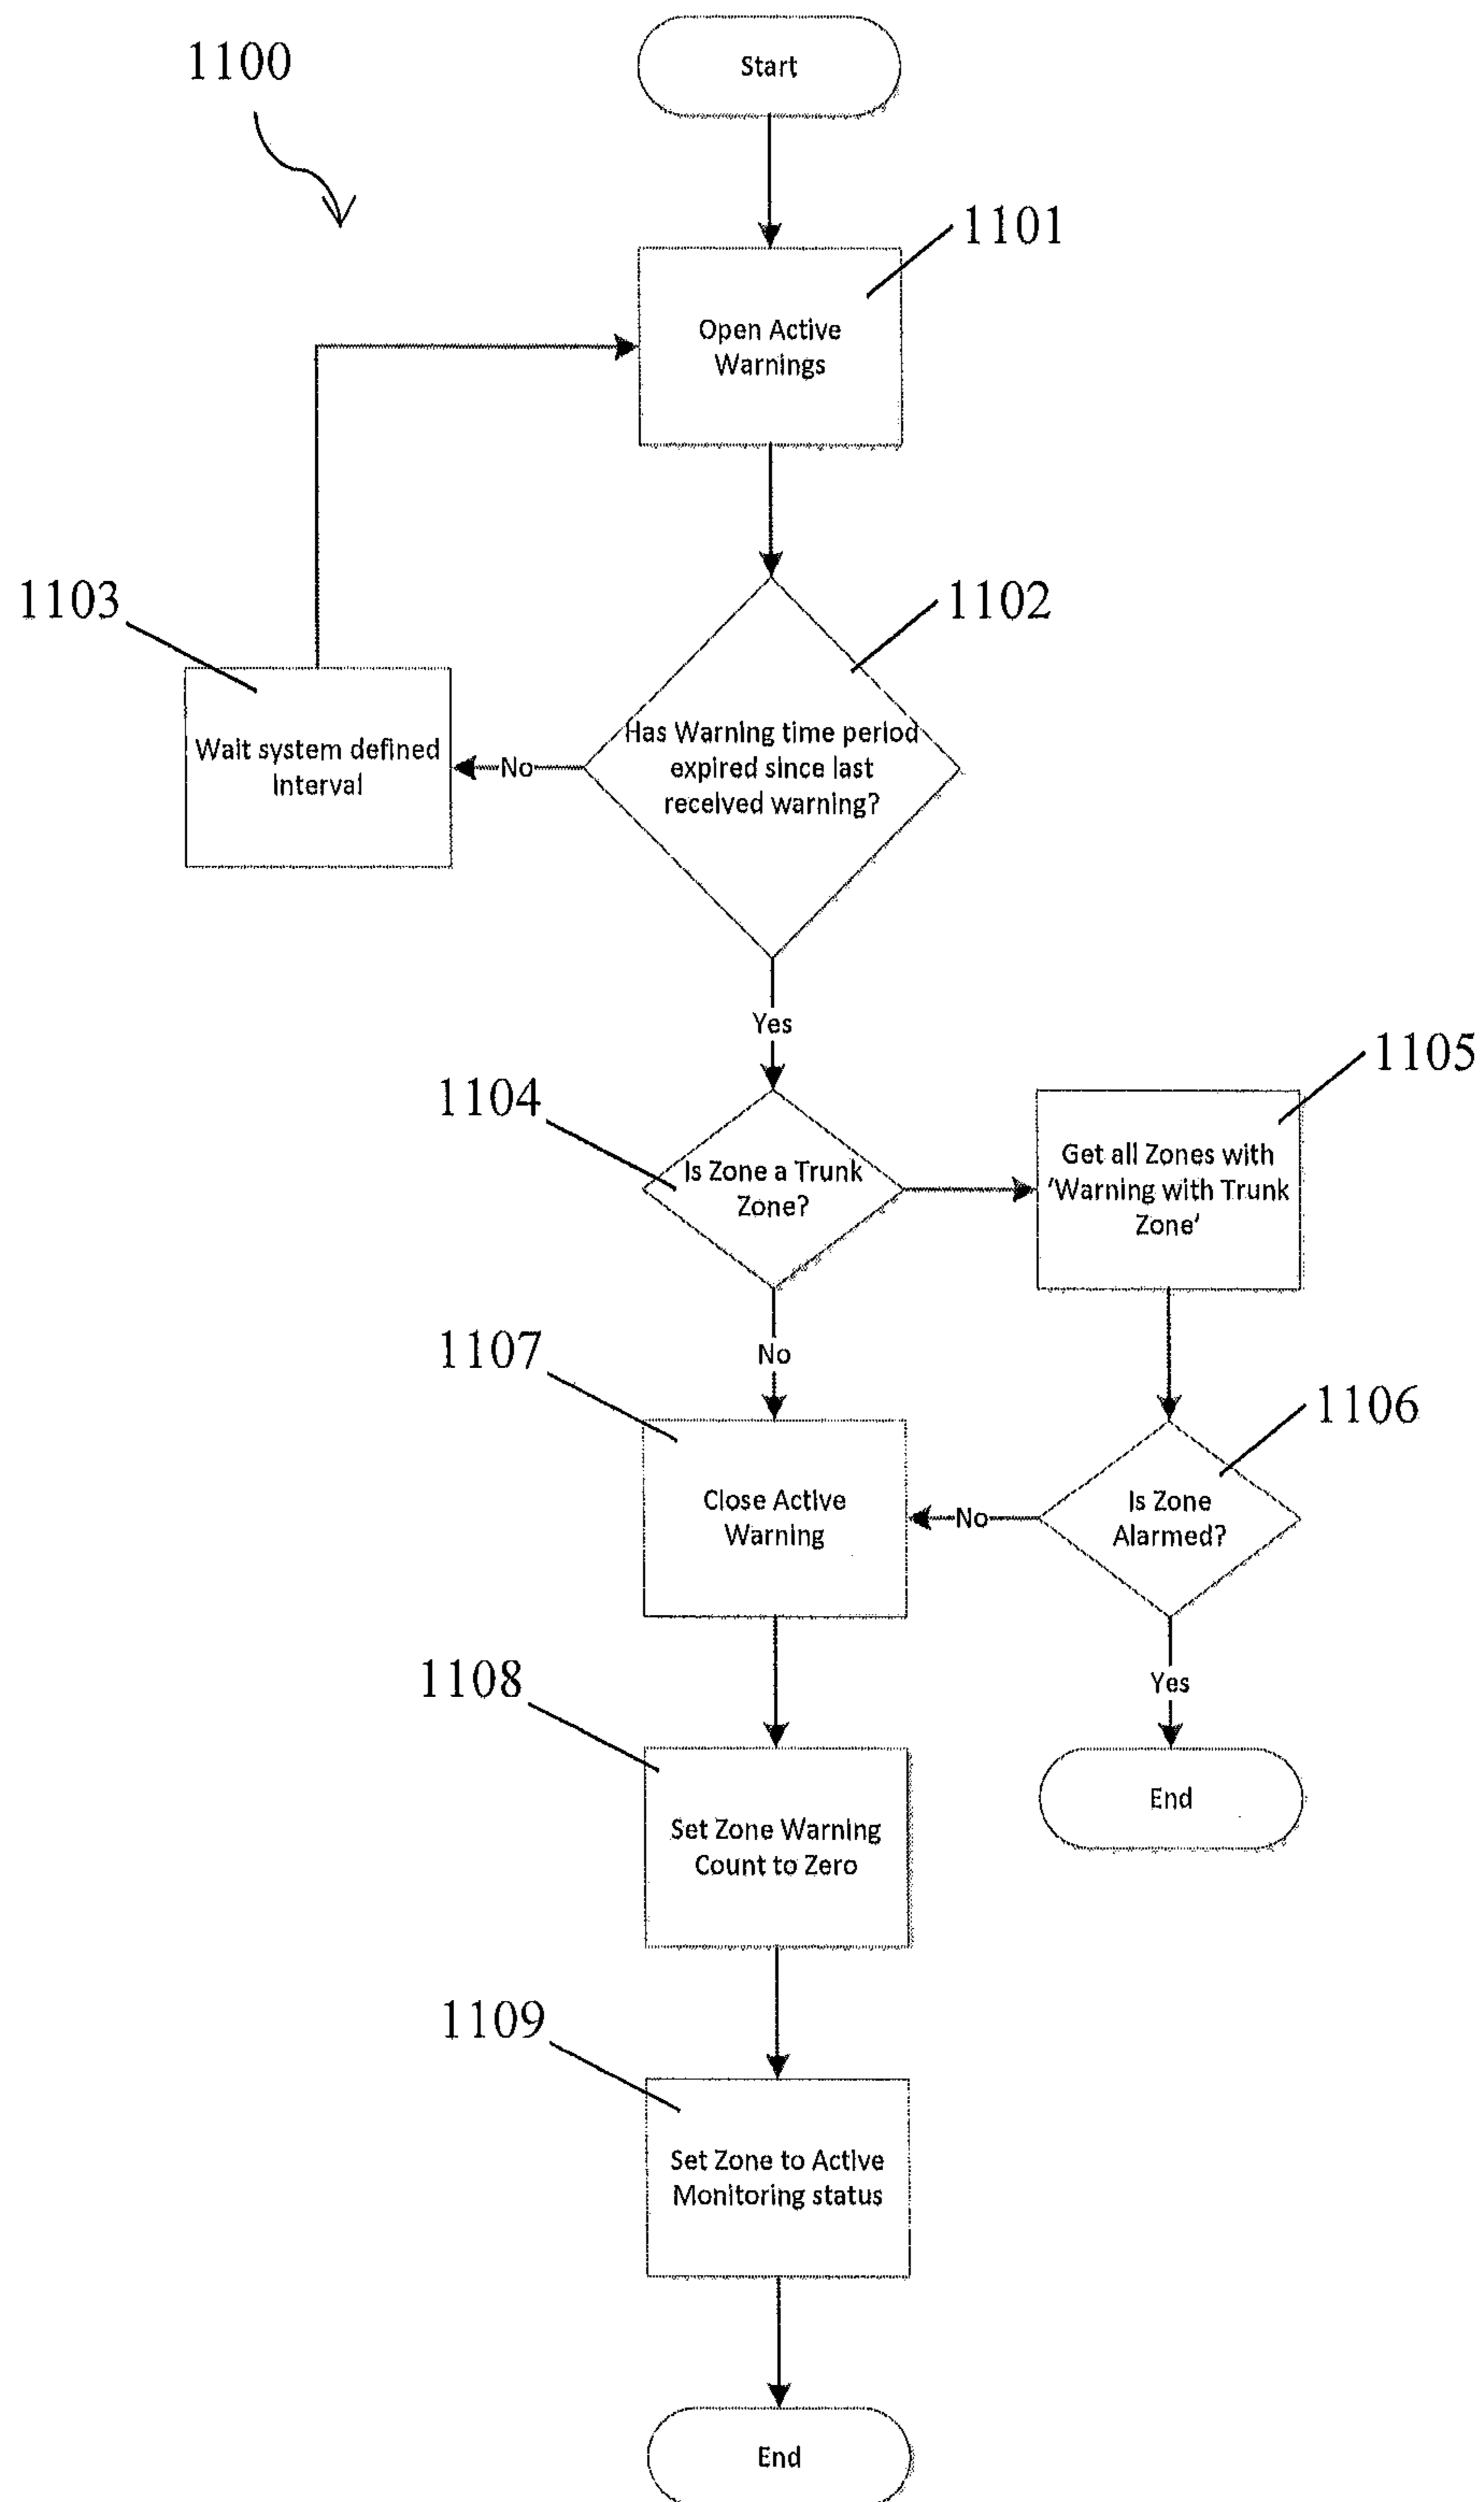 1100
Start
1101
Open Active
Warnings
1103
1102
Wait system defined
interval
No
Has Warning time period
expired since last
received warning?
Yes
1104
1105
Is Zone a Trunk
Zone?
Get all Zones with
'Warning with Trunk
Zone'
No
1107
1106
Close Active
Warning
No
Is Zone
Alarmed?
Yes
1108
Set Zone Warning
Count to Zero
End
1109
Set Zone to Active
Monitoring status
End